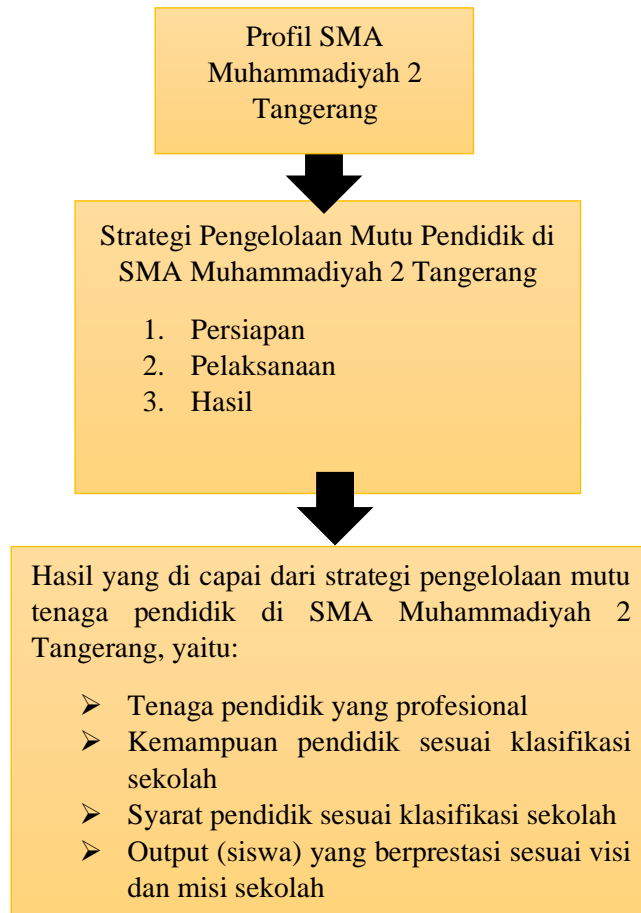 Profil SMA
Muhammadiyah 2
Tangerang
Strategi Pengelolaan Mutu Pendidik di
SMA Muhammadiyah 2 Tangerang
1. Persiapan
2. Pelaksanaan
3. Hasil
Hasil yang di capai dari strategi pengelolaan mutu
tenaga pendidik di SMA Muhammadiyah 2
Tangerang, yaitu:
➢ Tenaga pendidik yang profesional
➢ Kemampuan pendidik sesuai klasifikasi
sekolah
➢ Syarat pendidik sesuai klasifikasi sekolah
➢ Output (siswa) yang berprestasi sesuai visi
dan misi sekolah